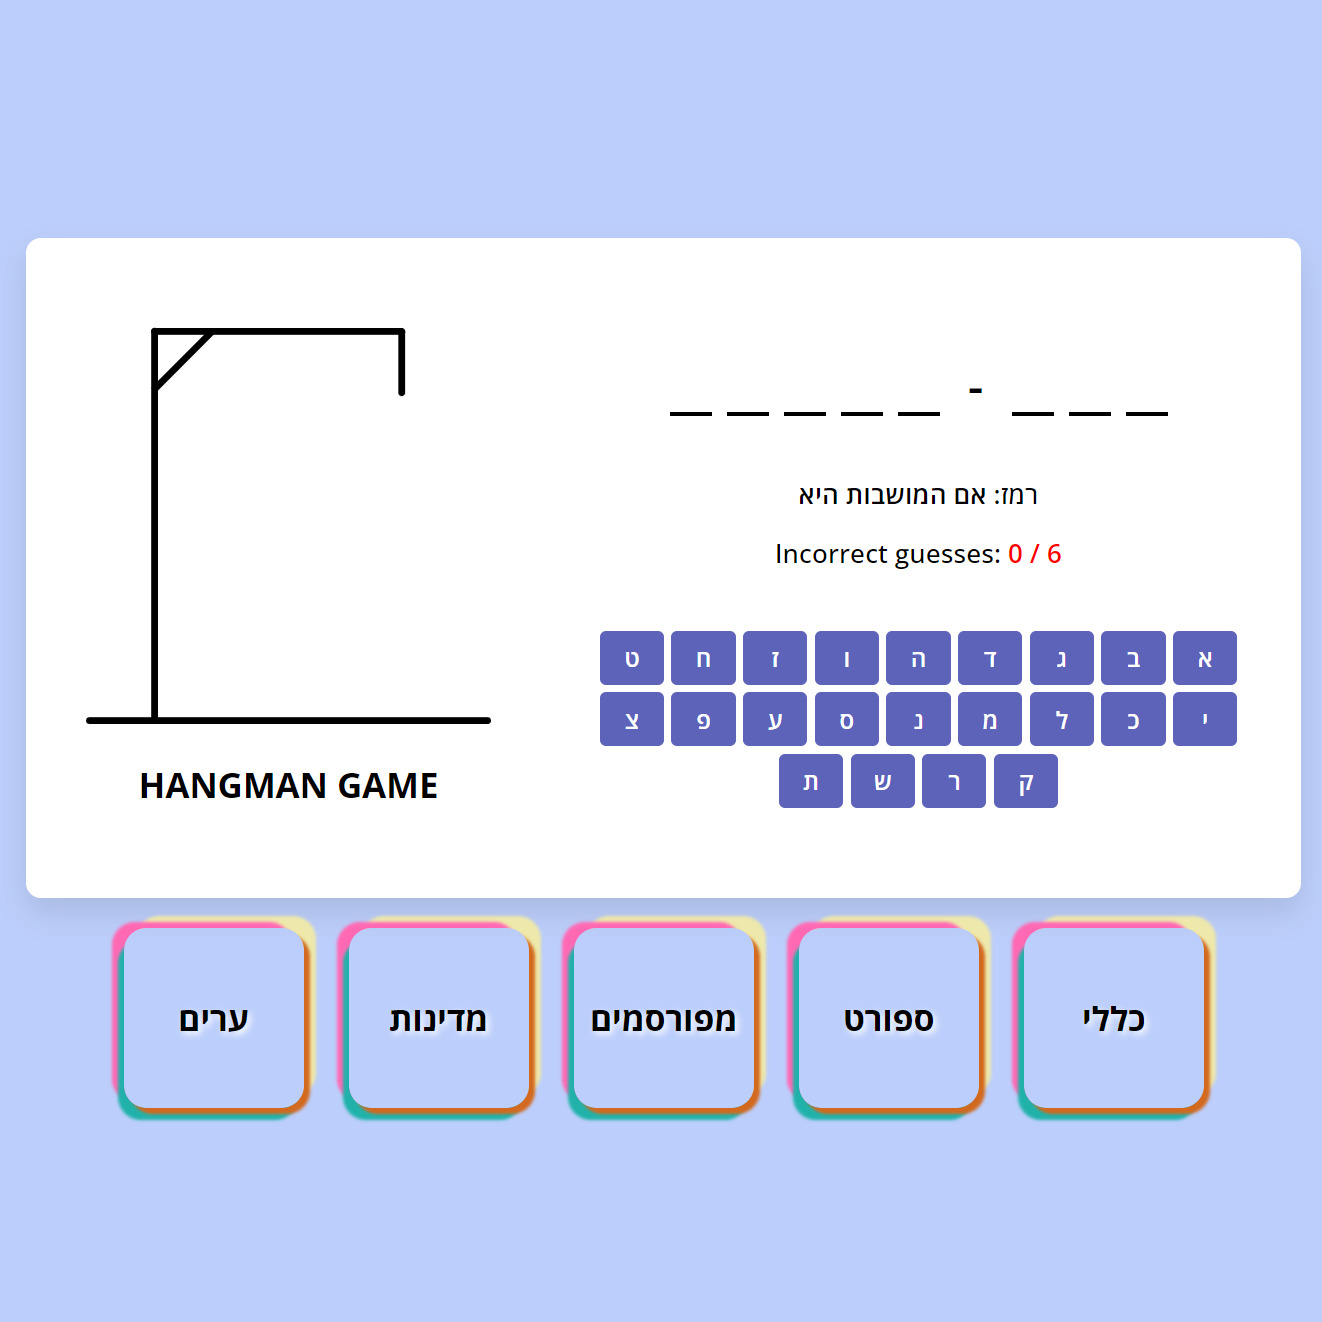 _ _ _ _ _ - _ _ _
רמז: אם המושבות היא
Incorrect guesses: 0 / 6
א ב ג ד ה ו ז ח ט
י כ ל מ נ ס ע פ צ
ק ר ש ת
HANGMAN GAME
כללי ספורט מפורסמים מדינות ערים